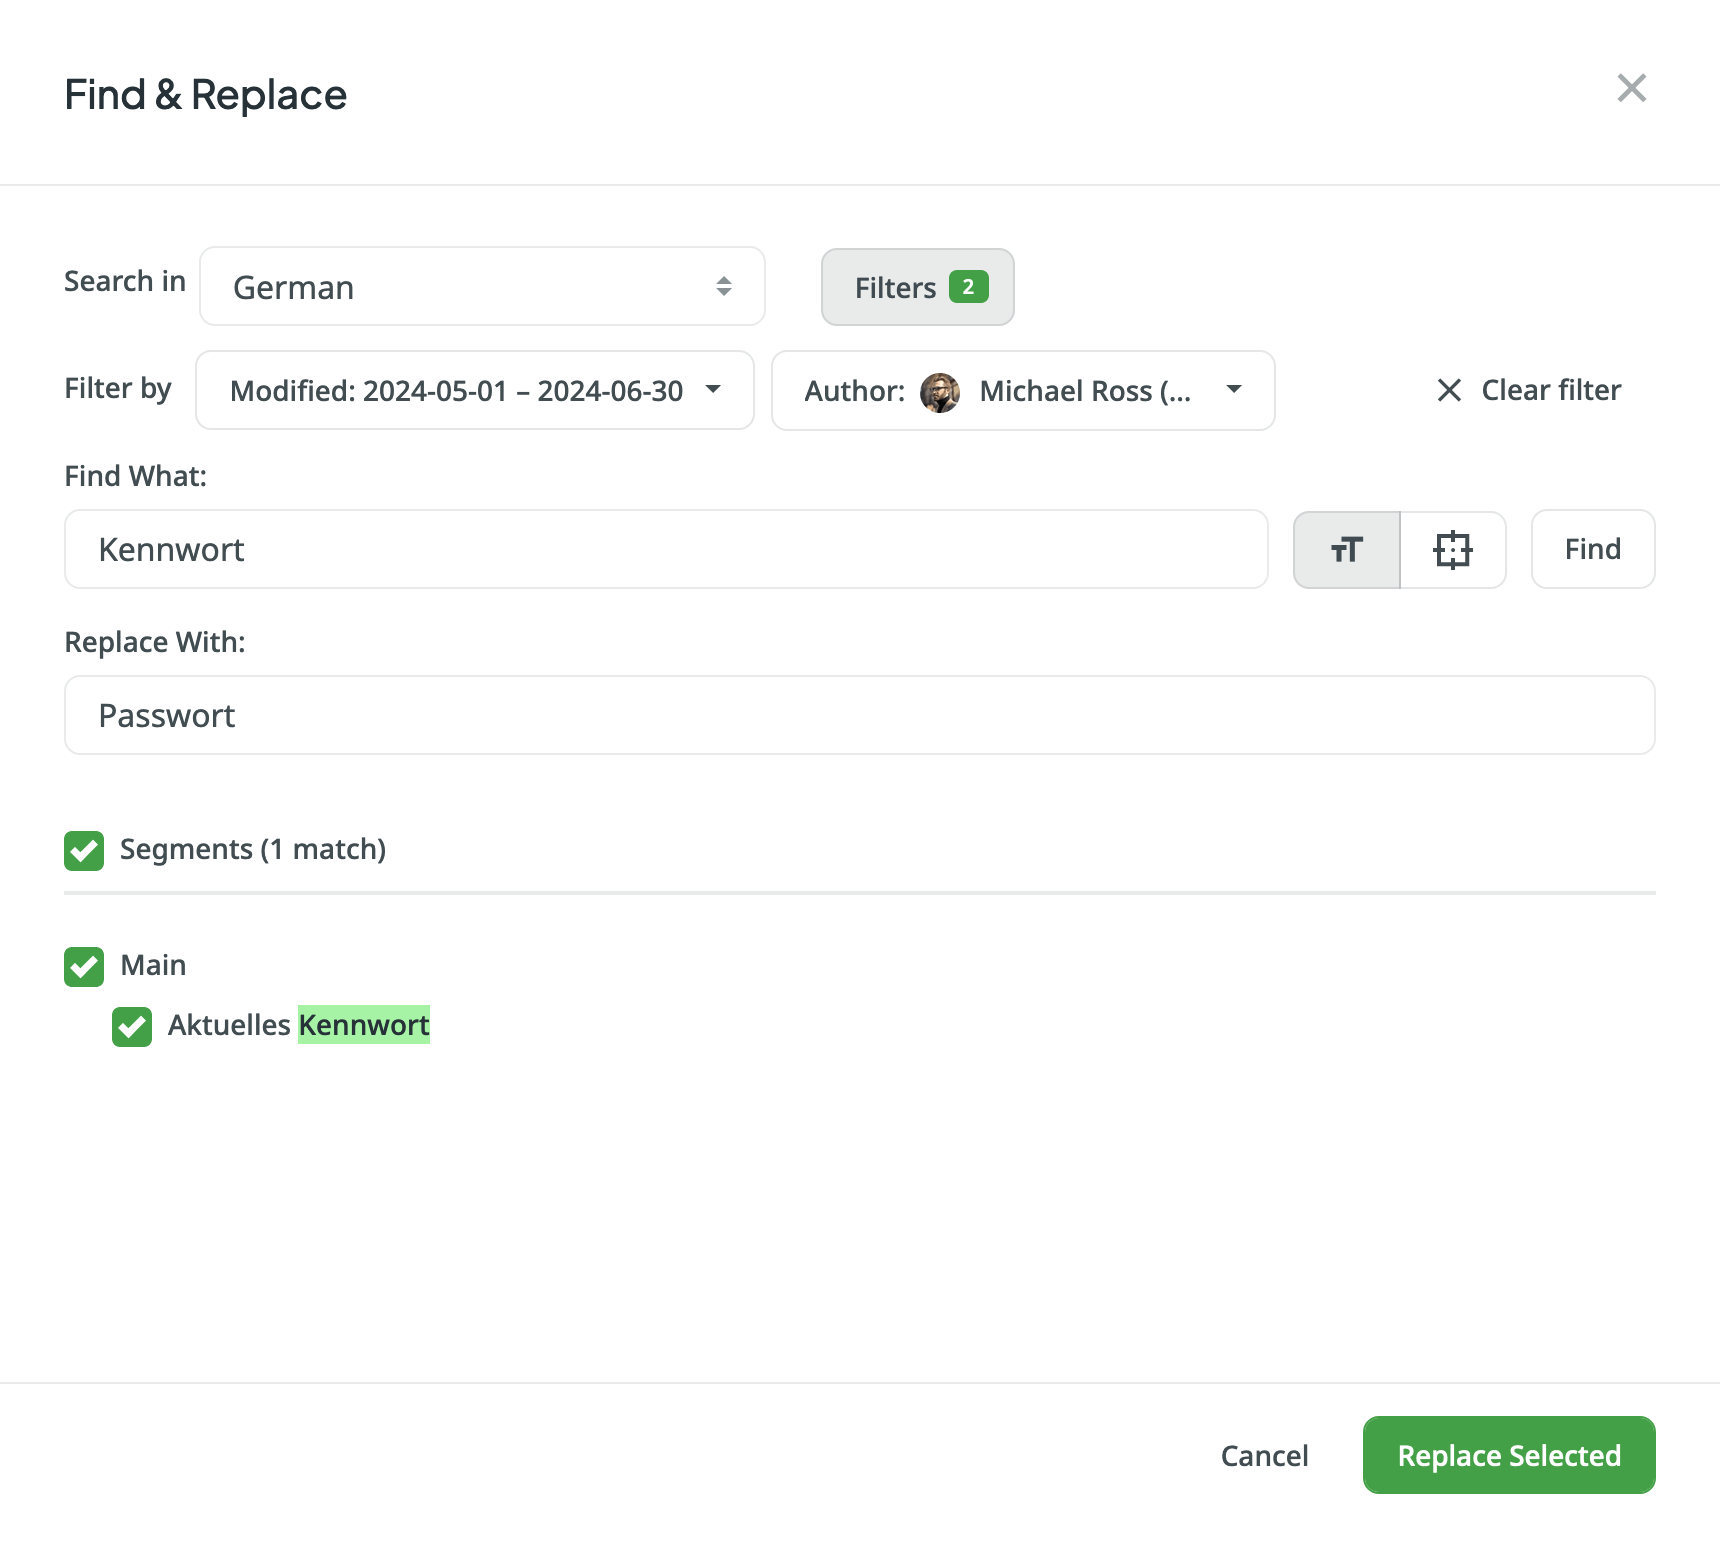 Find & Replace
Search in German Filters 2
Filter by Modified: 2024-05-01 – 2024-06-30 Author: Michael Ross (... Clear filter
Find What:
Kennwort Find
Replace With:
Passwort
Segments (1 match)
Main
Aktuelles Kennwort
Cancel Replace Selected